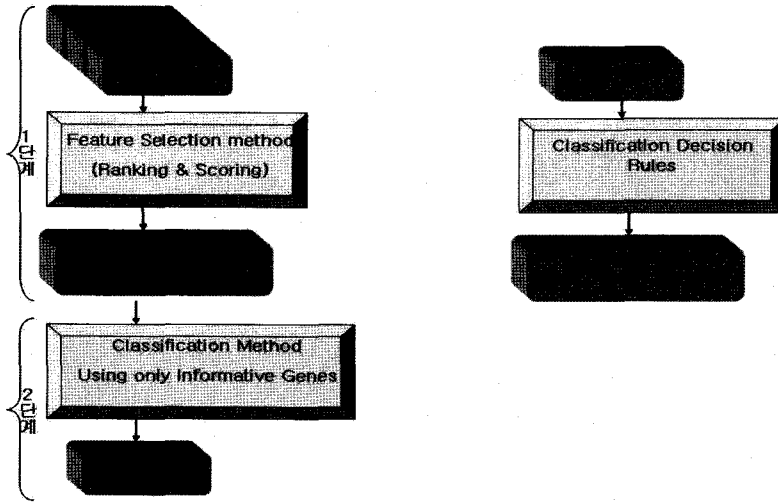 1
단
계
Feature Selection method
(Ranking & Scoring)
Classification Decision
Rules
2
단
계
Classification Method
Using only Informative Genes